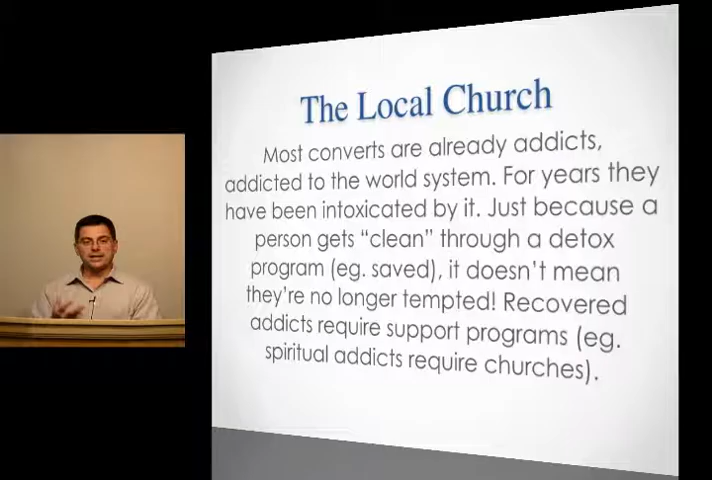 The Local Church
Most converts are already addicts,
addicted to the world system. For years they
have been intoxicated by it. Just because a
person gets “clean” through a detox
program (eg. saved), it doesn’t mean
they’re no longer tempted! Recovered
addicts require support programs (eg.
spiritual addicts require churches).